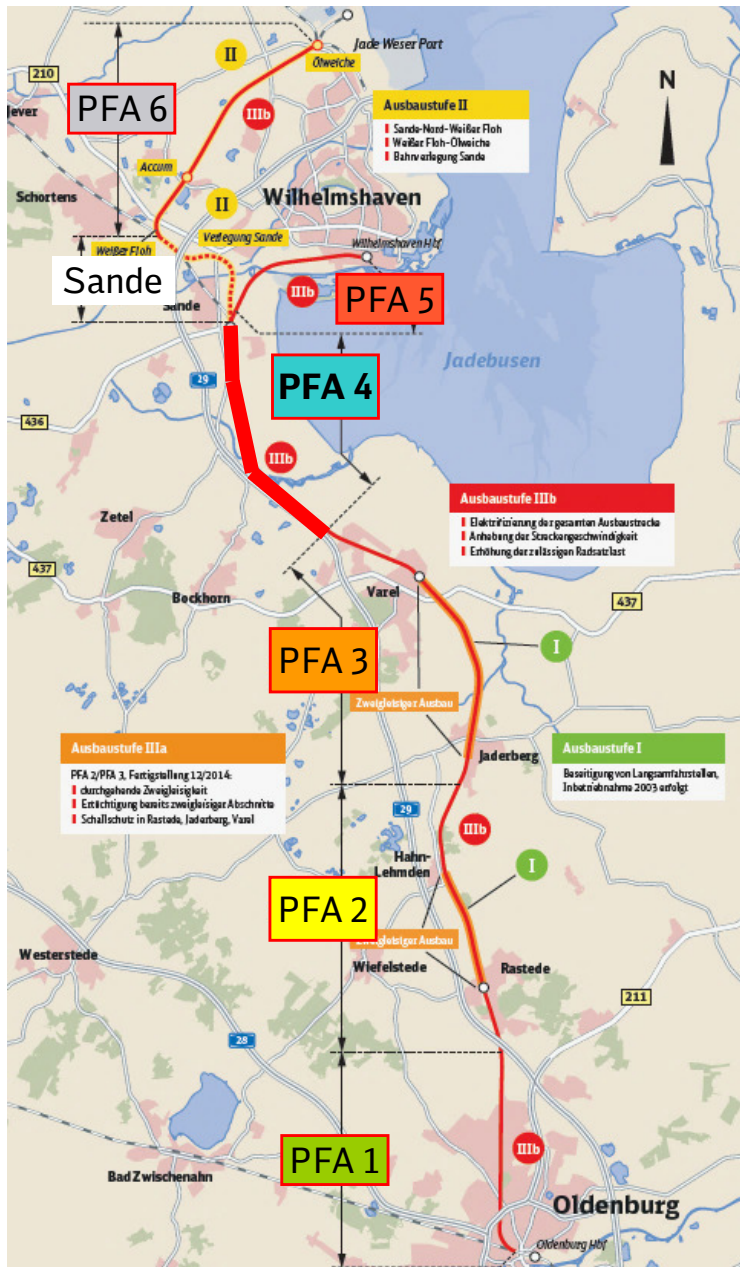 Jade Weser Port
II
Ölweiche
210
Jever
PFA 6
IIIb
Ausbaustufe II
Sande-Nord-Weißer Floh
Weißer Floh-Ölweiche
Bahnverlegung Sande
N
Accum
Schortens
II
Wilhelmshaven
Weißer Floh
Verlegung Sande
Wilhelmshaven Hbf
Sande
IIIb
PFA 5
Sande
PFA 4
Jadebusen
29
436
IIIb
Zetel
Ausbaustufe IIIb
Elektrifizierung der gesamten Ausbaustrecke
Anhebung der Streckengeschwindigkeit
Erhöhung der zulässigen Radsatzlast
437
Bockhorn
Varel
437
PFA 3
I
Zweigleisiger Ausbau
Ausbaustufe IIIa
PFA 2/PFA 3, Fertigstellung 12/2014:
durchgehende Zweigleisigkeit
Ertüchtigung bereits zweigleisiger Abschnitte
Schallschutz in Rastede, Jaderberg, Varel
Jaderberg
Ausbaustufe I
Beseitigung von Langsamfahrstellen,
Inbetriebnahme 2003 erfolgt
29
IIIb
Hahn-
Lehmden
I
PFA 2
Zweigleisiger Ausbau
Westerstede
Wiefelstede
Rastede
211
28
PFA 1
IIIb
Bad Zwischenahn
Oldenburg
Oldenburg Hbf